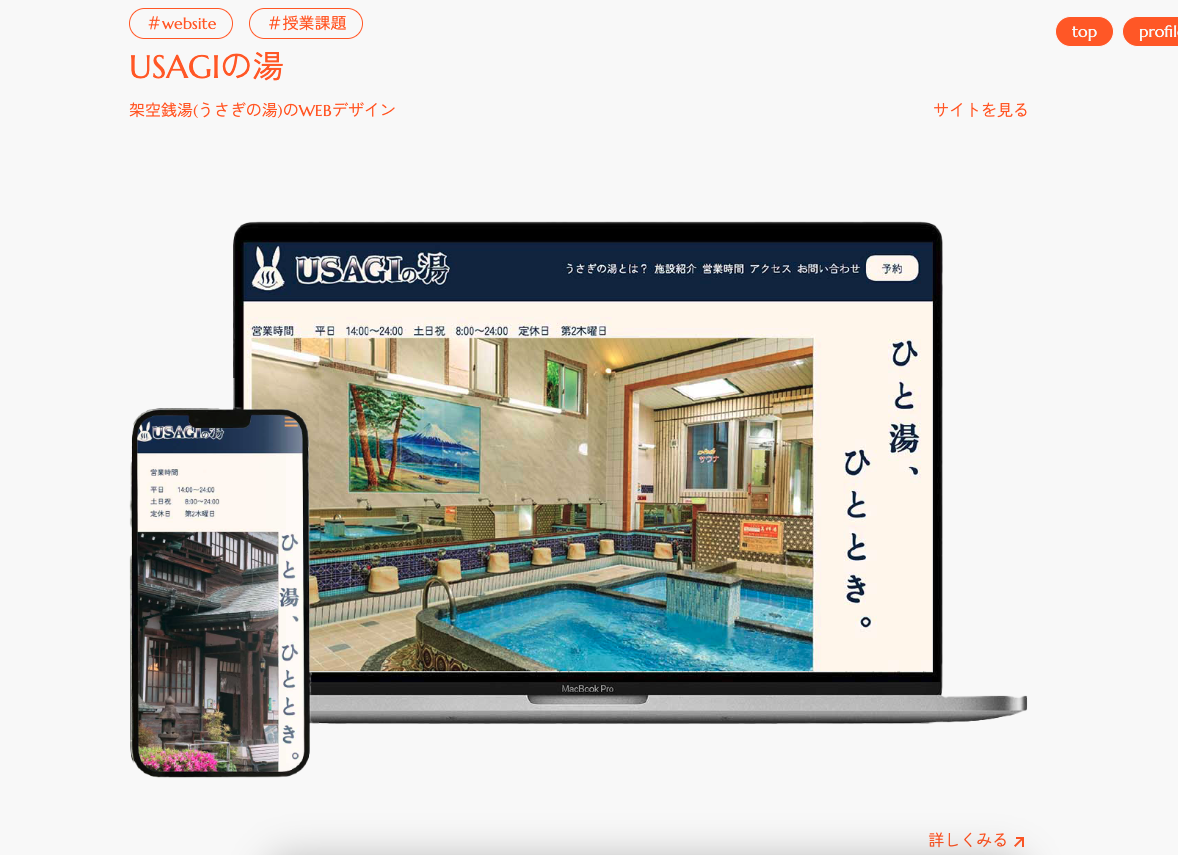 #website
#授業課題
top
profil
USAGIの湯
架空銭湯(うさぎの湯)のWEBデザイン
サイトを見る
USAGIの湯
うさぎの湯とは？ 施設紹介 営業時間 アクセス お問い合わせ 予約
営業時間 平日 14:00〜24:00 土日祝 8:00〜24:00 定休日 第2木曜日
ひと湯、
ひととき。
サウナ
MacBook Pro
USAGIの湯
営業時間
平日 14:00〜24:00
土日祝 8:00〜24:00
定休日 第2木曜日
ひと湯、ひととき。
詳しくみる